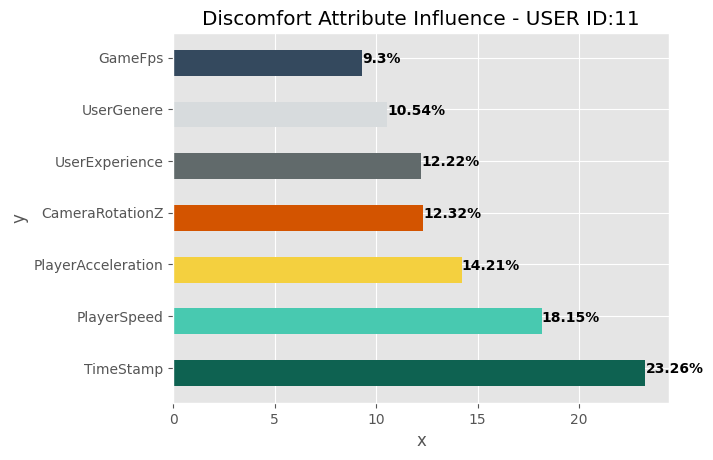 Discomfort Attribute Influence - USER ID:11
GameFps
9.3%
UserGenere
10.54%
UserExperience
12.22%
CameraRotationZ
12.32%
PlayerAcceleration
14.21%
PlayerSpeed
18.15%
TimeStamp
23.26%
y
0 5 10 15 20
x